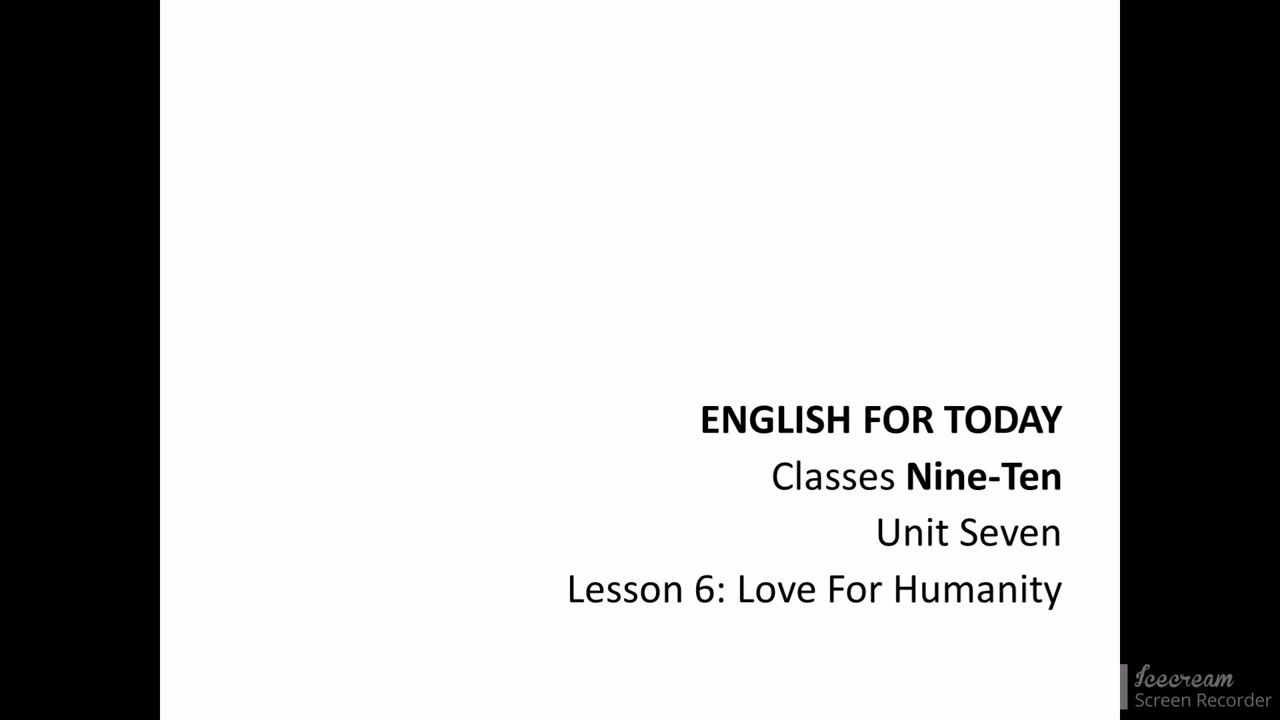 ENGLISH FOR TODAY
Classes Nine-Ten
Unit Seven
Lesson 6: Love For Humanity
Icecream
Screen Recorder